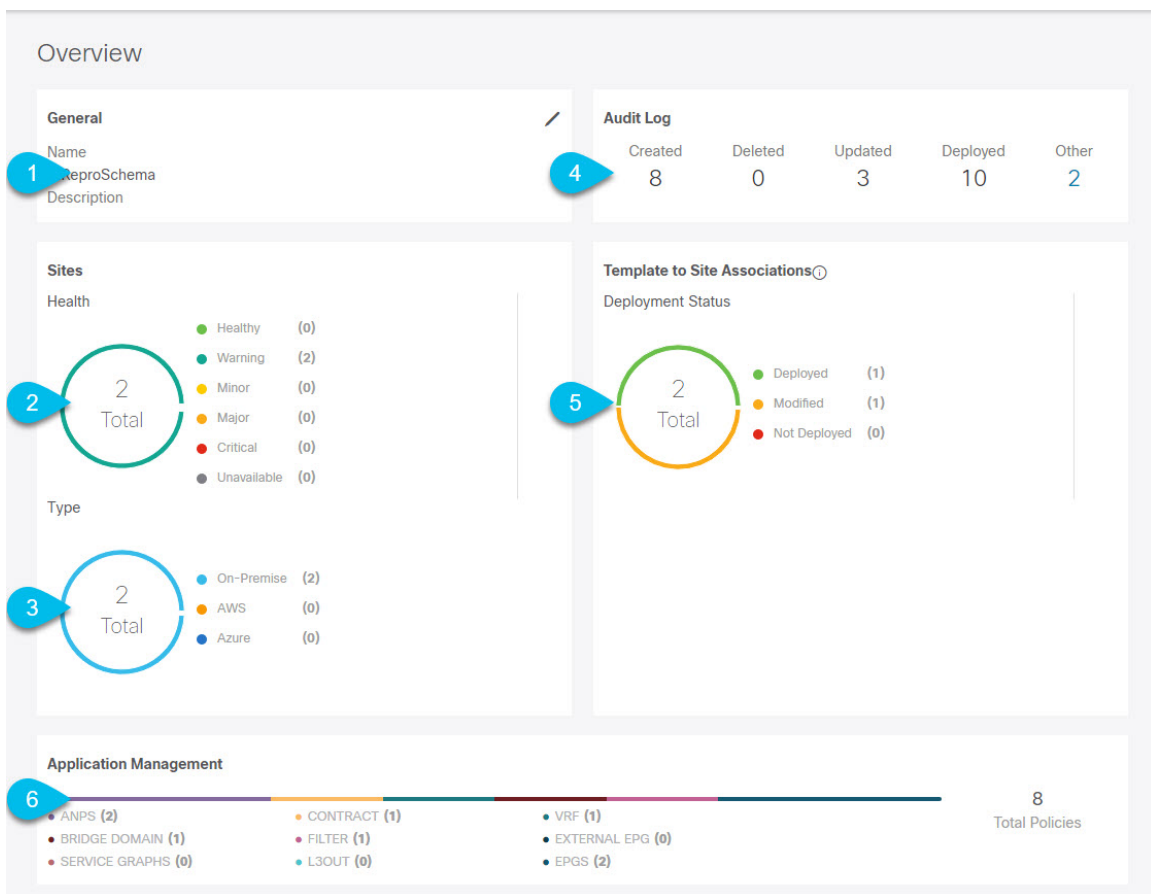 Overview
General
Name
1
ReproSchema
Description
Audit Log
Created Deleted Updated Deployed Other
4
8 0 3 10 2
Sites
Health
2
2
Total
Healthy (0)
Warning (2)
Minor (0)
Major (0)
Critical (0)
Unavailable (0)
Type
3
2
Total
On-Premise (2)
AWS (0)
Azure (0)
Template to Site Associations
Deployment Status
5
2
Total
Deployed (1)
Modified (1)
Not Deployed (0)
Application Management
6
ANPS (2) CONTRACT (1) VRF (1)
BRIDGE DOMAIN (1) FILTER (1) EXTERNAL EPG (0)
SERVICE GRAPHS (0) L3OUT (0) EPGS (2)
8
Total Policies